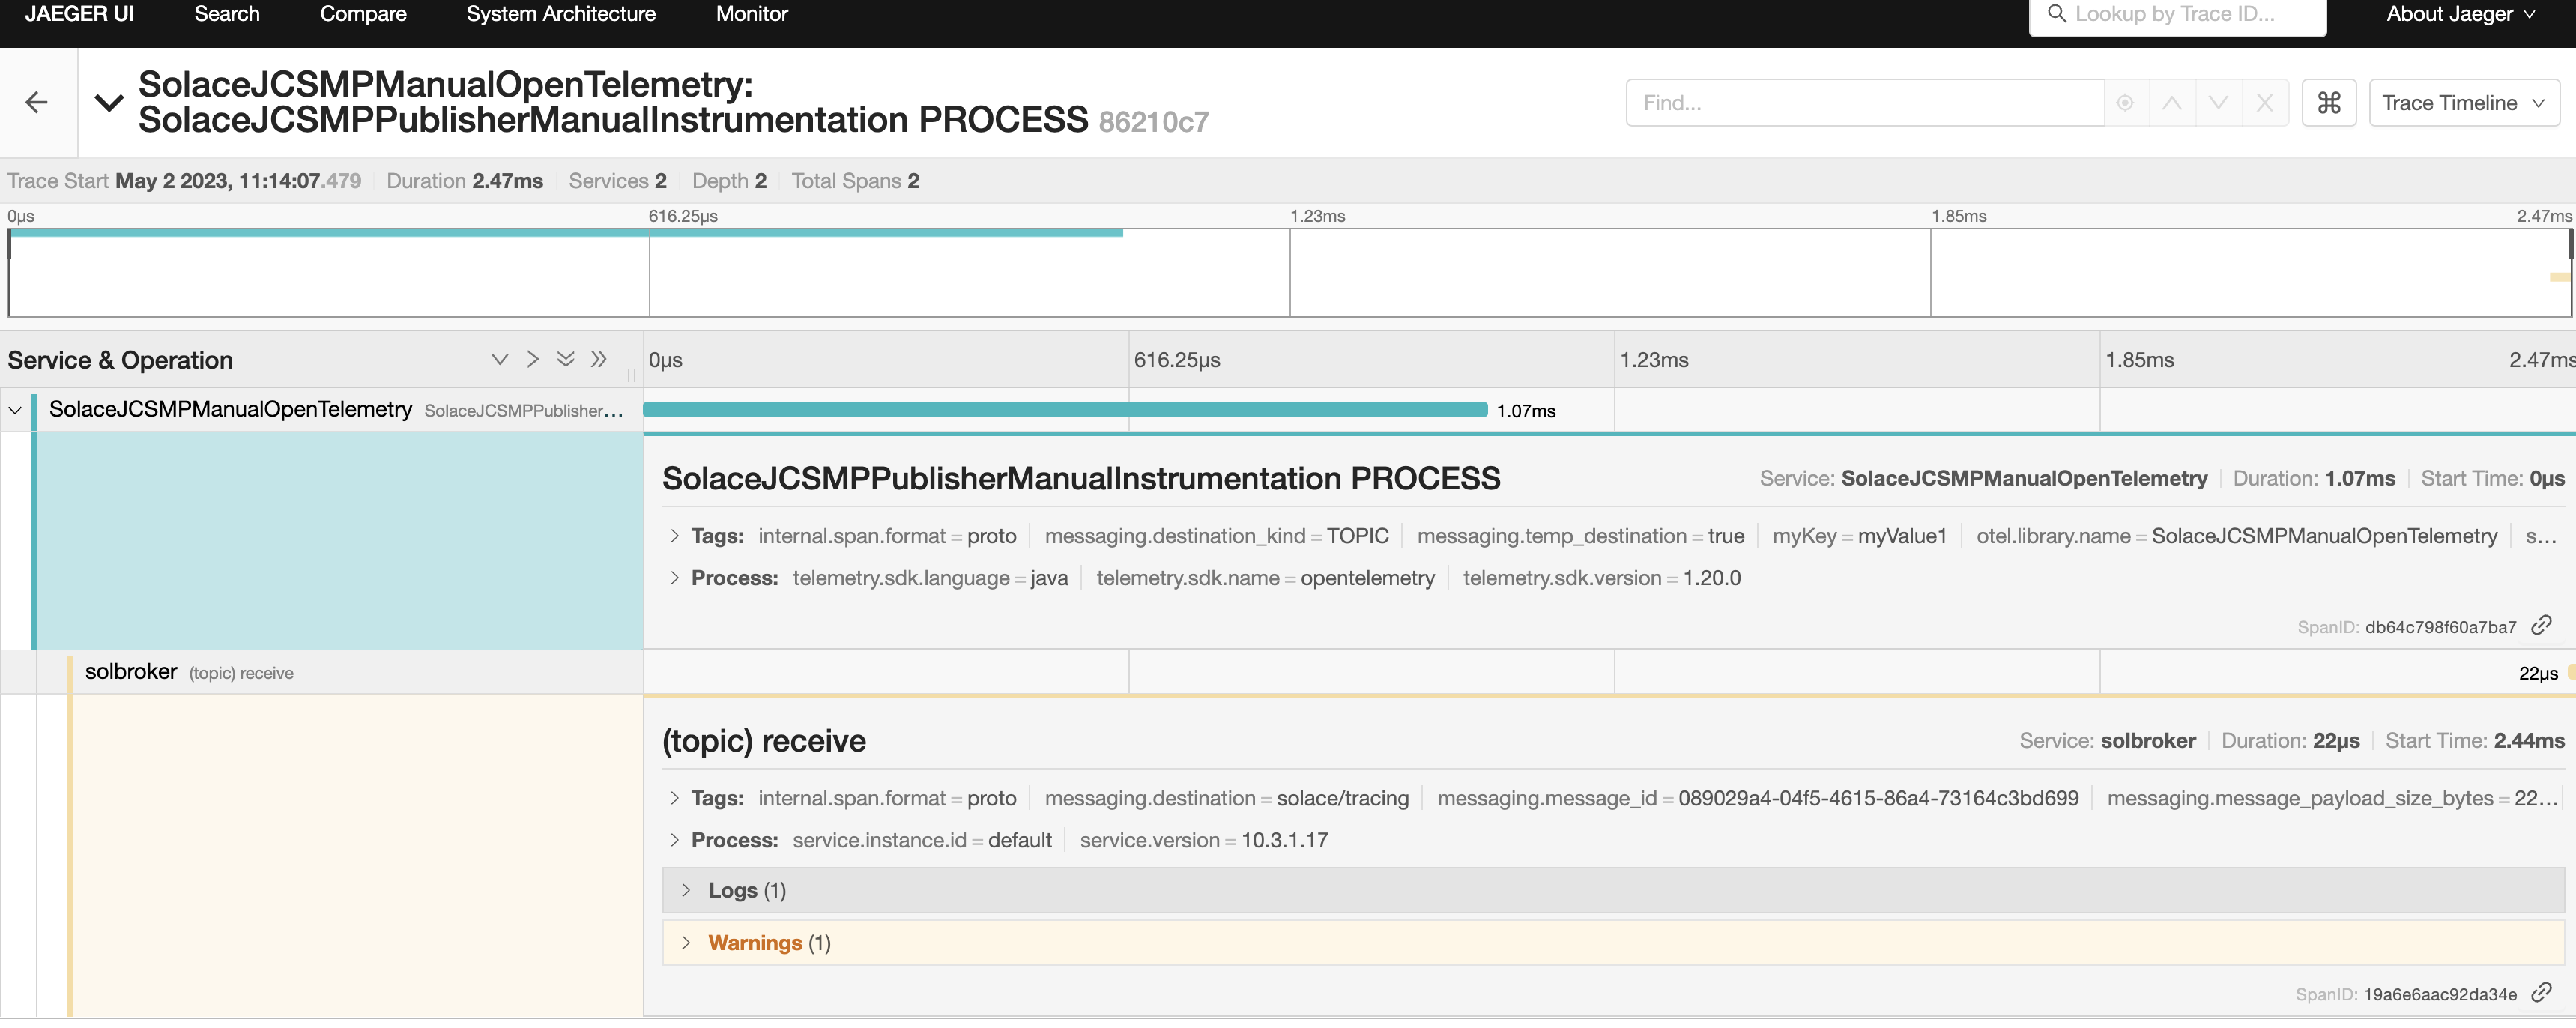 JAEGER UI Search Compare System Architecture Monitor Lookup by Trace ID... About Jaeger
SolaceJCSMPManualOpenTelemetry:
SolaceJCSMPPublisherManualInstrumentation PROCESS 86210c7
Find... ⌘ Trace Timeline
Trace Start May 2 2023, 11:14:07.479 Duration 2.47ms Services 2 Depth 2 Total Spans 2
0μs 616.25μs 1.23ms 1.85ms 2.47ms
Service & Operation 0μs 616.25μs 1.23ms 1.85ms 2.47ms
SolaceJCSMPManualOpenTelemetry SolaceJCSMPPublisher... 1.07ms
SolaceJCSMPPublisherManualInstrumentation PROCESS Service: SolaceJCSMPManualOpenTelemetry Duration: 1.07ms Start Time: 0μs
Tags: internal.span.format = proto messaging.destination_kind = TOPIC messaging.temp_destination = true myKey = myValue1 otel.library.name = SolaceJCSMPManualOpenTelemetry s...
Process: telemetry.sdk.language = java telemetry.sdk.name = opentelemetry telemetry.sdk.version = 1.20.0
SpanID: db64c798f60a7ba7
solbroker (topic) receive 22μs
(topic) receive Service: solbroker Duration: 22μs Start Time: 2.44ms
Tags: internal.span.format = proto messaging.destination = solace/tracing messaging.message_id = 089029a4-04f5-4615-86a4-73164c3bd699 messaging.message_payload_size_bytes = 22...
Process: service.instance.id = default service.version = 10.3.1.17
Logs (1)
Warnings (1)
SpanID: 19a6e6aac92da34e